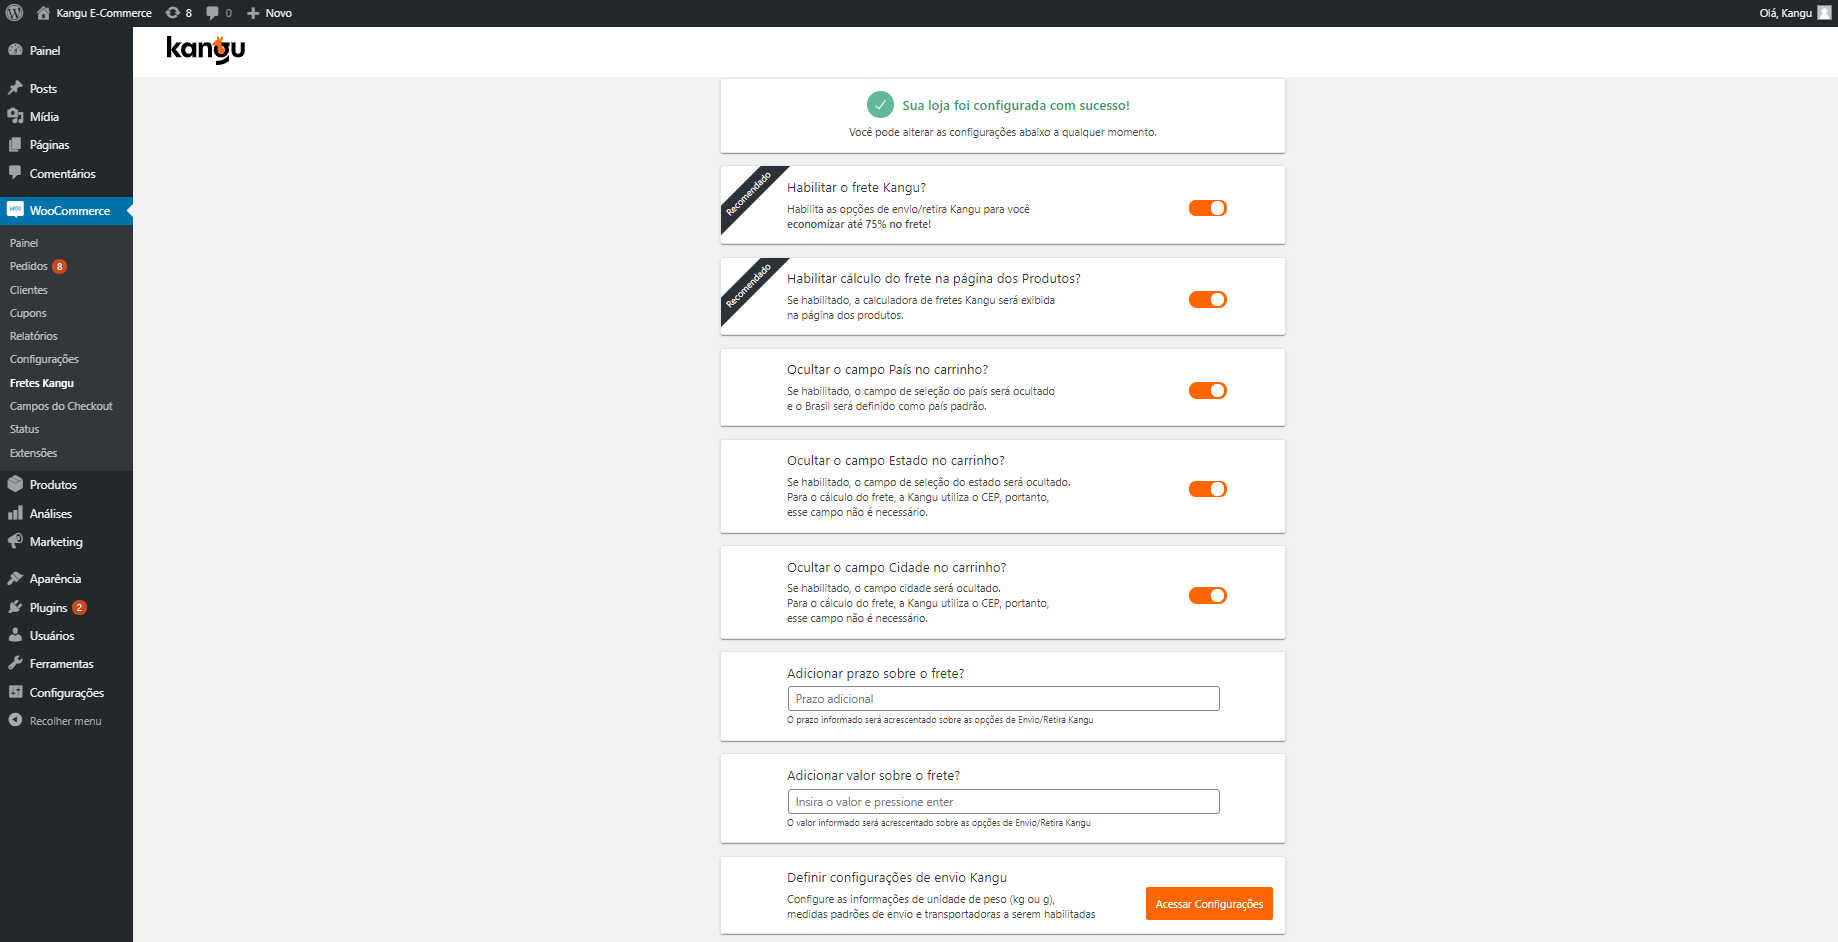 Kangu E-Commerce 8 0 Novo Olá, Kangu
kangu
Painel
Posts
Mídia
Páginas
Comentários
WooCommerce
Painel
Pedidos 8
Clientes
Cupons
Relatórios
Configurações
Fretes Kangu
Campos do Checkout
Status
Extensões
Produtos
Análises
Marketing
Aparência
Plugins 2
Usuários
Ferramentas
Configurações
Recolher menu
Sua loja foi configurada com sucesso!
Você pode alterar as configurações abaixo a qualquer momento.
Recomendado
Habilitar o frete Kangu?
Habilita as opções de envio/retira Kangu para você
economizar até 75% no frete!
Recomendado
Habilitar cálculo do frete na página dos Produtos?
Se habilitado, a calculadora de fretes Kangu será exibida
na página dos produtos.
Ocultar o campo País no carrinho?
Se habilitado, o campo de seleção do país será ocultado
e o Brasil será definido como país padrão.
Ocultar o campo Estado no carrinho?
Se habilitado, o campo de seleção do estado será ocultado.
Para o cálculo do frete, a Kangu utiliza o CEP, portanto,
esse campo não é necessário.
Ocultar o campo Cidade no carrinho?
Se habilitado, o campo cidade será ocultado.
Para o cálculo do frete, a Kangu utiliza o CEP, portanto,
esse campo não é necessário.
Adicionar prazo sobre o frete?
Prazo adicional
O prazo informado será acrescentado sobre as opções de Envio/Retira Kangu
Adicionar valor sobre o frete?
Insira o valor e pressione enter
O valor informado será acrescentado sobre as opções de Envio/Retira Kangu
Definir configurações de envio Kangu
Configure as informações de unidade de peso (kg ou g),
medidas padrões de envio e transportadoras a serem habilitadas
Acessar Configurações